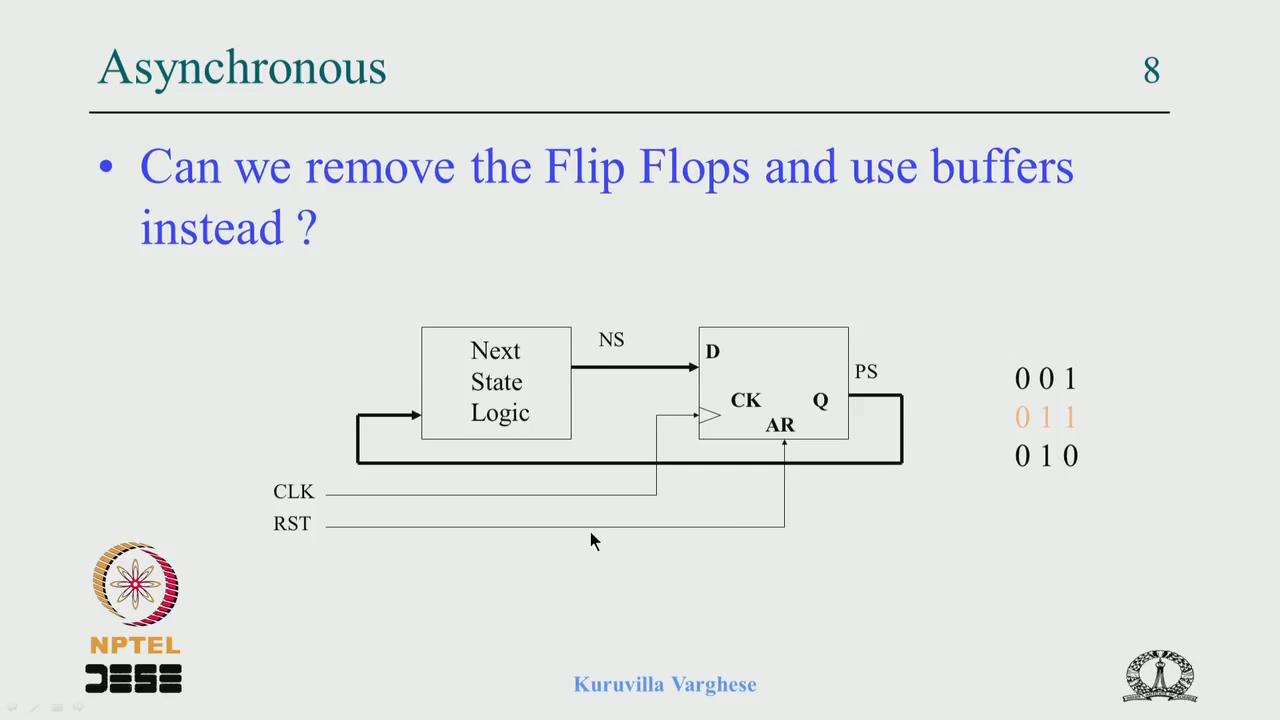 Asynchronous
8
• Can we remove the Flip Flops and use buffers
instead ?
Next
State
Logic
NS
D
CK
Q
AR
PS
CLK
RST
0 0 1
0 1 1
0 1 0
NPTEL
DESE
Kuruvilla Varghese